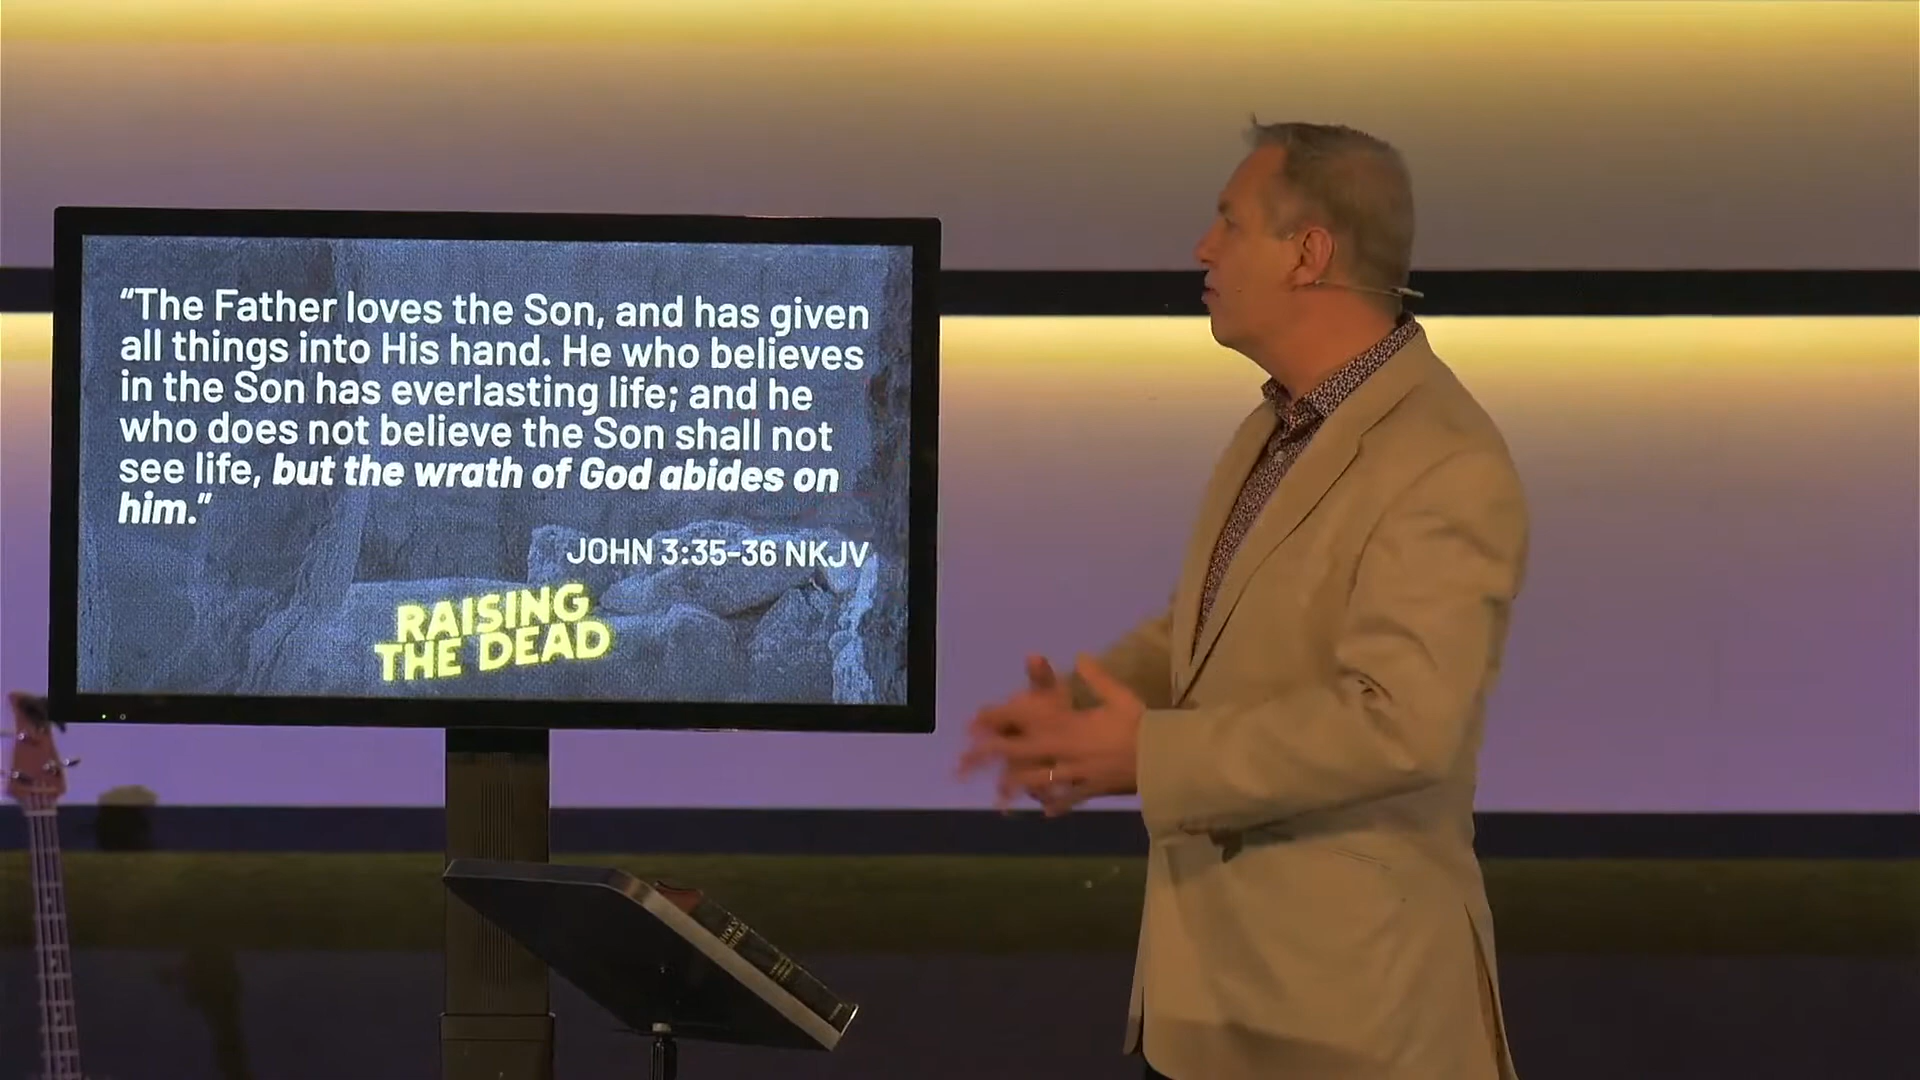 “The Father loves the Son, and has given
all things into His hand. He who believes
in the Son has everlasting life; and he
who does not believe the Son shall not
see life, but the wrath of God abides on
him.”
JOHN 3:35-36 NKJV
RAISING
THE DEAD
HOLY
BIBLE